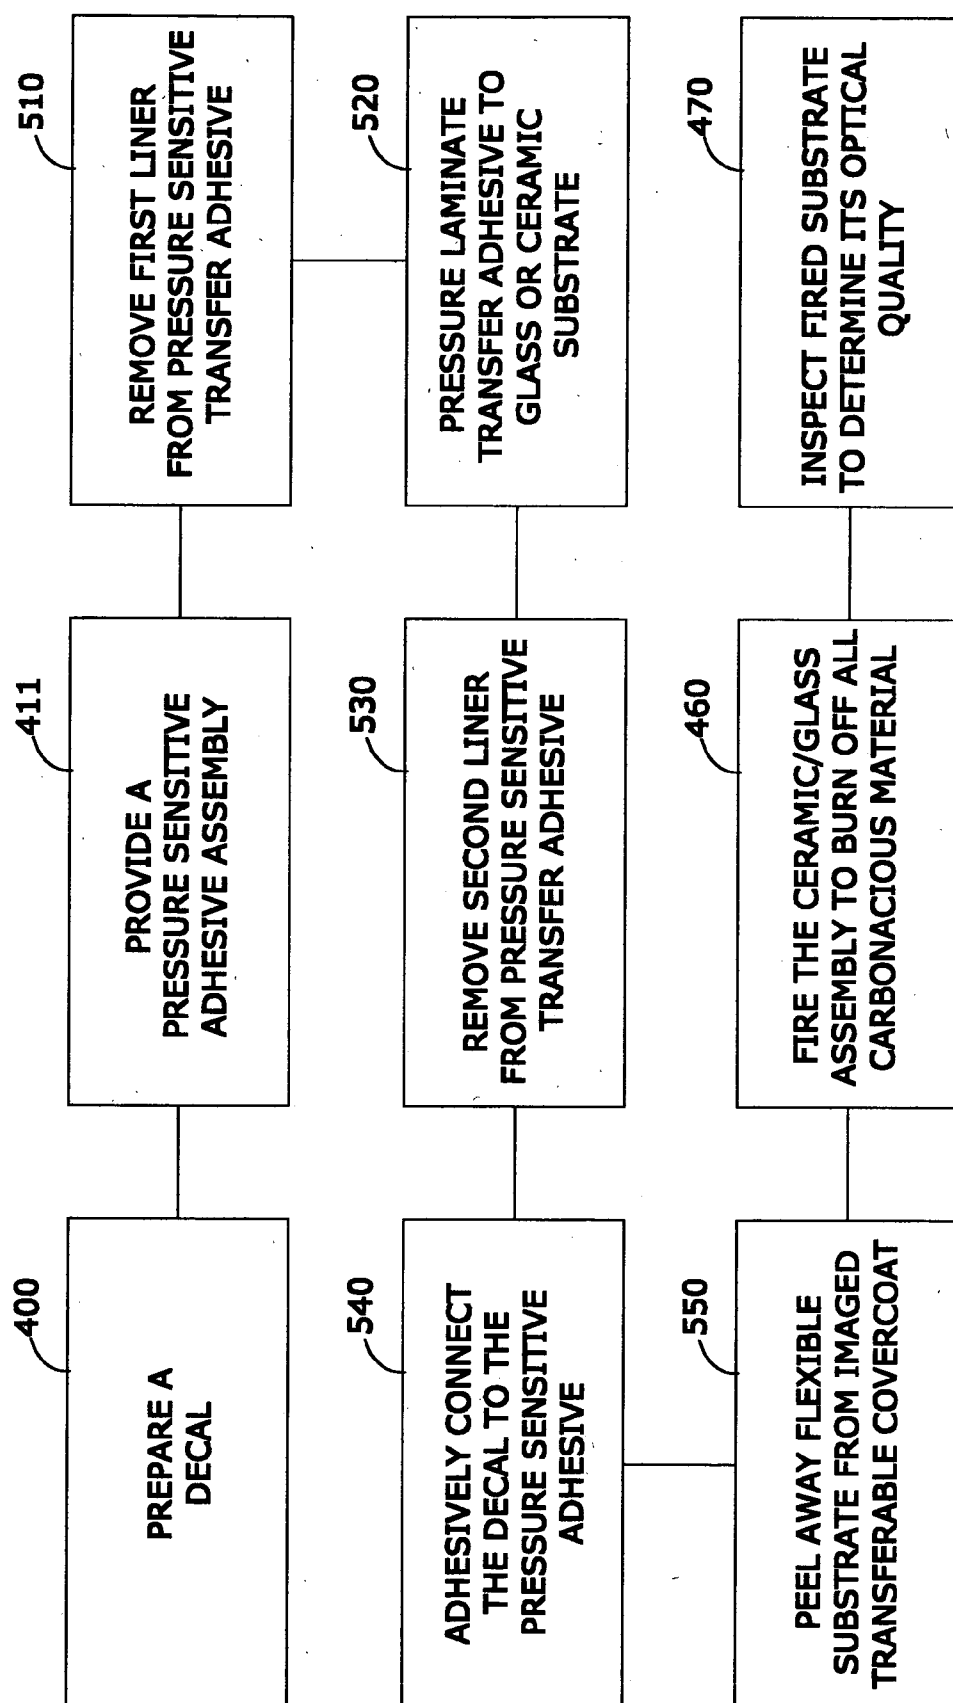 400
PREPARE A
DECAL
411
PROVIDE A
PRESSURE SENSITIVE
ADHESIVE ASSEMBLY
510
REMOVE FIRST LINER
FROM PRESSURE SENSITIVE
TRANSFER ADHESIVE
520
PRESSURE LAMINATE
TRANSFER ADHESIVE TO
GLASS OR CERAMIC
SUBSTRATE
530
REMOVE SECOND LINER
FROM PRESSURE SENSITIVE
TRANSFER ADHESIVE
540
ADHESIVELY CONNECT
THE DECAL TO THE
PRESSURE SENSITIVE
ADHESIVE
550
PEEL AWAY FLEXIBLE
SUBSTRATE FROM IMAGED
TRANSFERABLE COVERCOAT
460
FIRE THE CERAMIC/GLASS
ASSEMBLY TO BURN OFF ALL
CARBONACIOUS MATERIAL
470
INSPECT FIRED SUBSTRATE
TO DETERMINE ITS OPTICAL
QUALITY